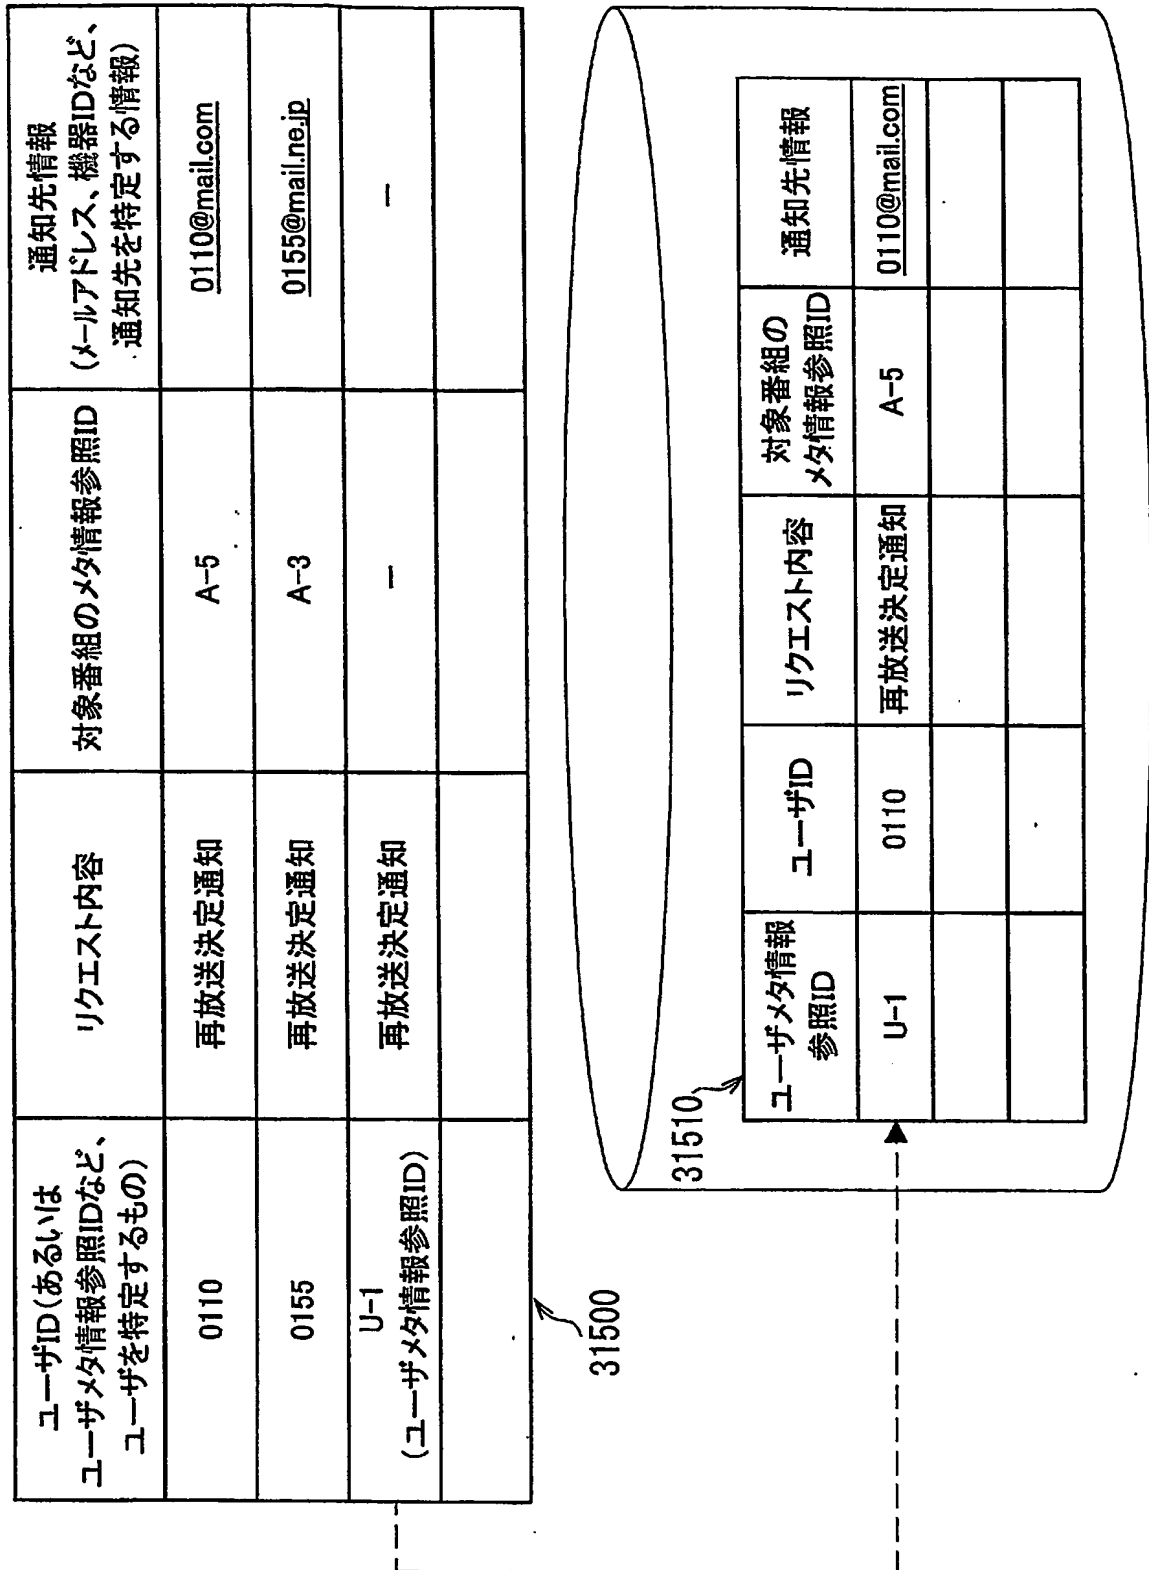 ユーザID(あるいは
ユーザメタ情報参照IDなど、
ユーザを特定するもの)
リクエスト内容
対象番組のメタ情報参照ID
通知先情報
(メールアドレス、機器IDなど、
通知先を特定する情報)
0110
再放送決定通知
A-5
0110@mail.com
0155
再放送決定通知
A-3
0155@mail.ne.jp
U-1
(ユーザメタ情報参照ID)
再放送決定通知
－
－
31500
31510
ユーザメタ情報
参照ID
ユーザID
リクエスト内容
対象番組の
メタ情報参照ID
通知先情報
U-1
0110
再放送決定通知
A-5
0110@mail.com